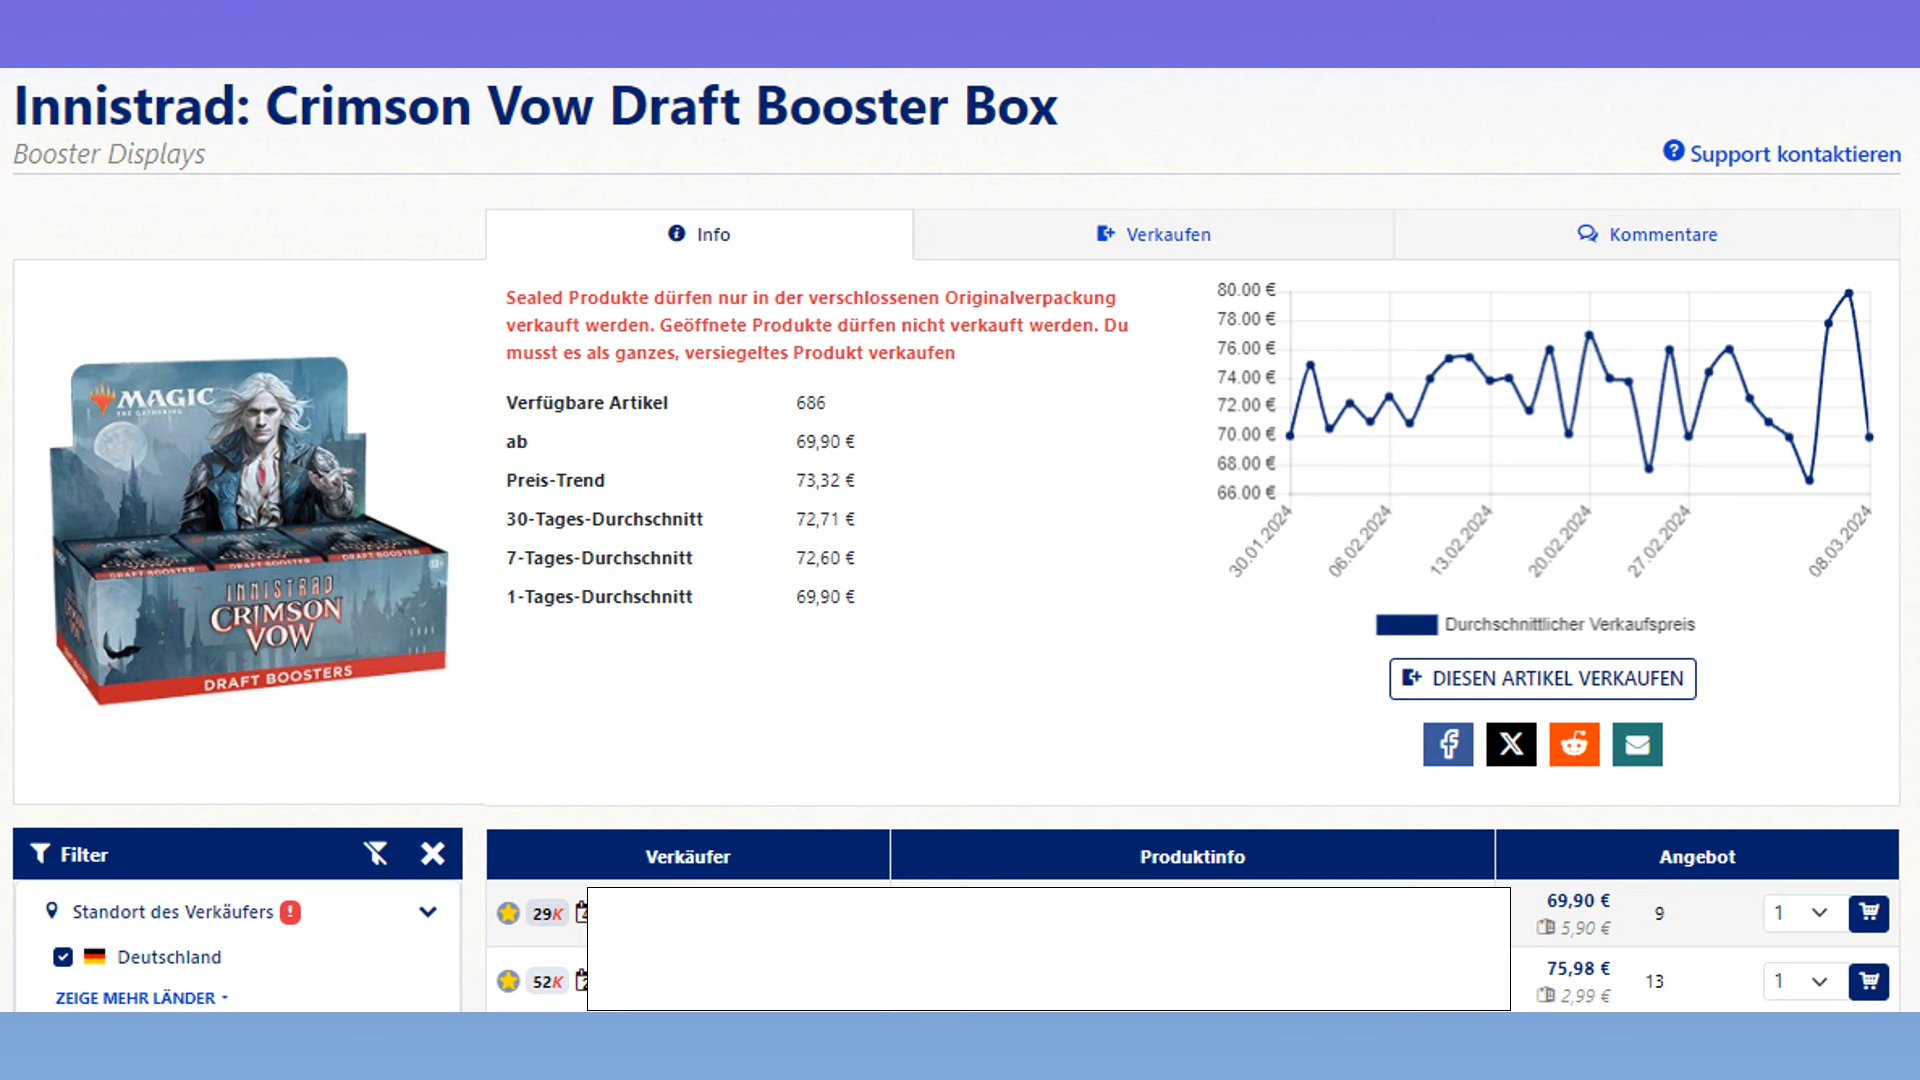 Innistrad: Crimson Vow Draft Booster Box
Booster Displays
Support kontaktieren
Info
Verkaufen
Kommentare
MAGIC
THE GATHERING
DRAFT BOOSTER
DRAFT BOOSTER
DRAFT BOOSTER
INNISTRAD
CRIMSON
VOW
DRAFT BOOSTERS
Sealed Produkte dürfen nur in der verschlossenen Originalverpackung
verkauft werden. Geöffnete Produkte dürfen nicht verkauft werden. Du
musst es als ganzes, versiegeltes Produkt verkaufen
Verfügbare Artikel 686
ab 69,90 €
Preis-Trend 73,32 €
30-Tages-Durchschnitt 72,71 €
7-Tages-Durchschnitt 72,60 €
1-Tages-Durchschnitt 69,90 €
80.00 €
78.00 €
76.00 €
74.00 €
72.00 €
70.00 €
68.00 €
66.00 €
30.01.2024 06.02.2024 13.02.2024 20.02.2024 27.02.2024 08.03.2024
Durchschnittlicher Verkaufspreis
DIESEN ARTIKEL VERKAUFEN
Filter
Standort des Verkäufers
Deutschland
ZEIGE MEHR LÄNDER
Verkäufer Produktinfo Angebot
29K 69,90 € 9 1
5,90 €
52K 75,98 € 13 1
2,99 €